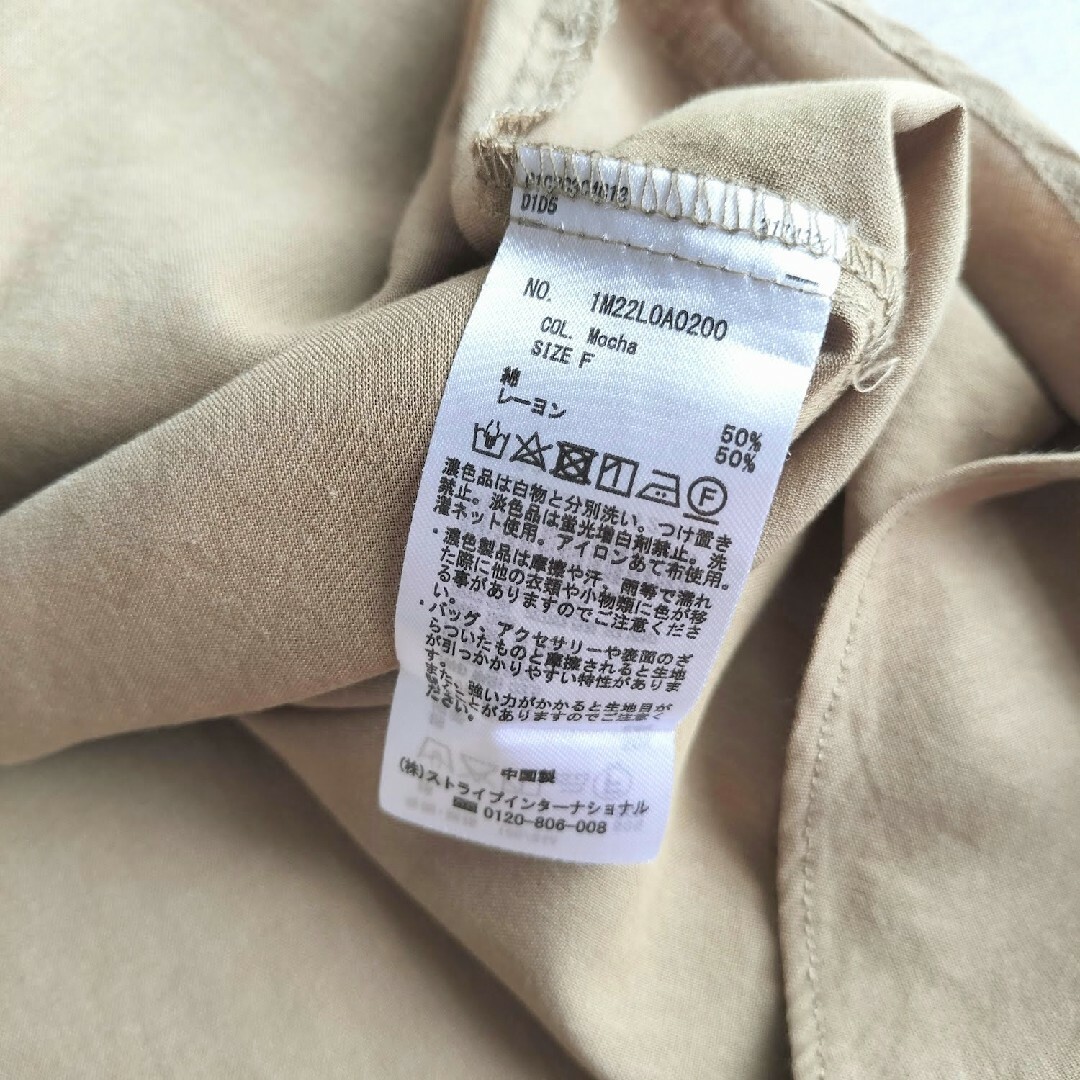 D1D5
NO. 1M22L0A0200
COL. Mocha
SIZE F
綿 50%
レーヨン 50%
F
濃色品は白物と分別洗い。つけ置き
禁止。淡色品は蛍光増白剤禁止。洗
濯ネット使用。アイロンあて布使用。
・濃色製品は摩擦や汗、雨等で濡れ
た際に他の衣類や小物類に色が移
る事がありますのでご注意くださ
い。
・バッグ、アクセサリーや表面のざ
らついたものと摩擦されると生地
が引っかかりやすい特性がありま
す。また、強い力がかかると生地目が
ことがありますのでご注意く
ださい。
中国製
(株)ストライプインターナショナル
0120-806-008